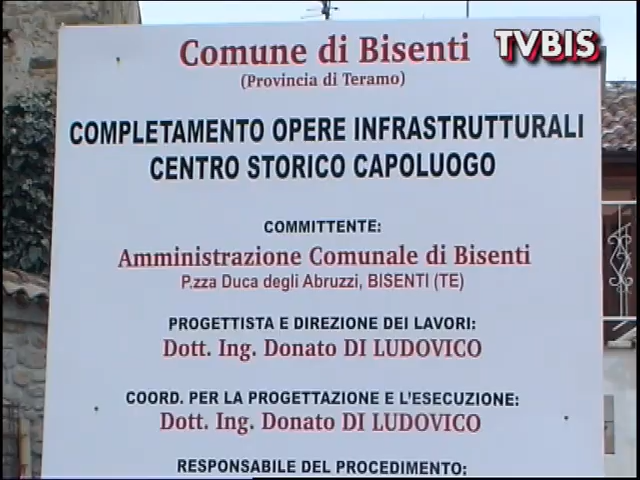 TVBIS
Comune di Bisenti
(Provincia di Teramo)
COMPLETAMENTO OPERE INFRASTRUTTURALI
CENTRO STORICO CAPOLUOGO
COMMITTENTE:
Amministrazione Comunale di Bisenti
P.zza Duca degli Abruzzi, BISENTI (TE)
PROGETTISTA E DIREZIONE DEI LAVORI:
Dott. Ing. Donato DI LUDOVICO
COORD. PER LA PROGETTAZIONE E L'ESECUZIONE:
Dott. Ing. Donato DI LUDOVICO
RESPONSABILE DEL PROCEDIMENTO: